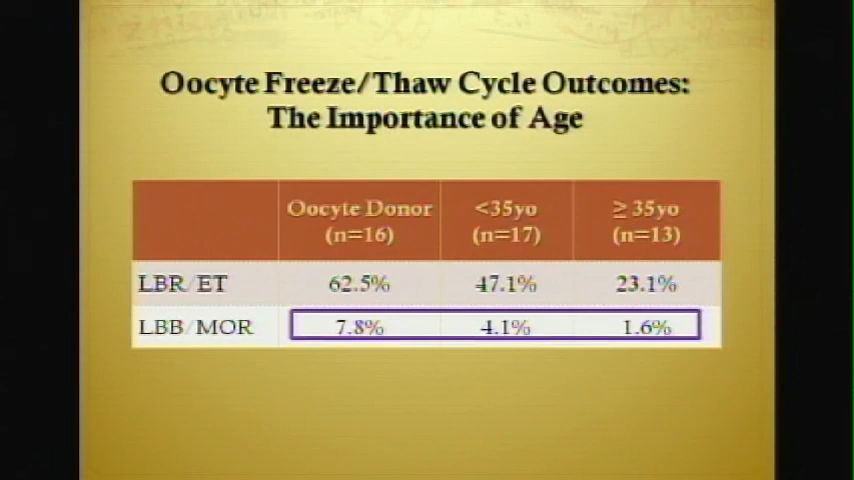 Oocyte Freeze/Thaw Cycle Outcomes:
The Importance of Age
Oocyte Donor (n=16) <35yo (n=17) ≥ 35yo (n=13)
LBR/ET 62.5% 47.1% 23.1%
LBB/MOR 7.8% 4.1% 1.6%